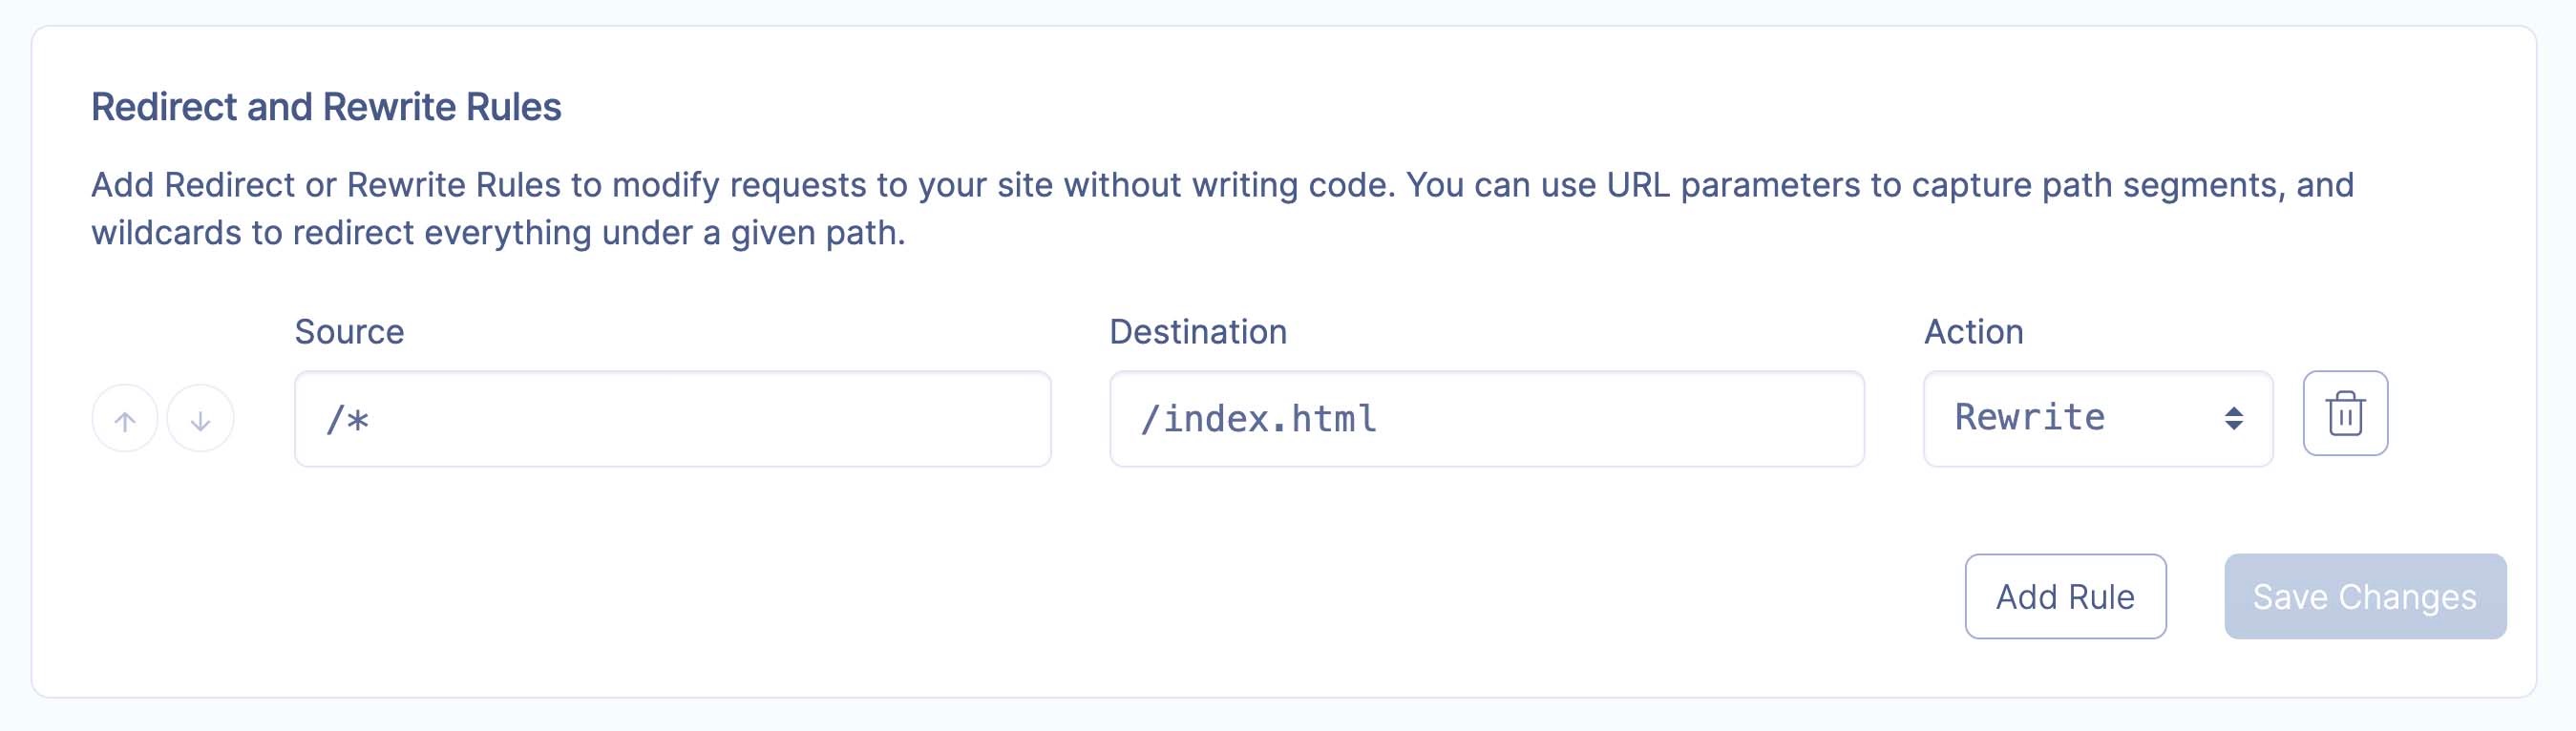 Redirect and Rewrite Rules
Add Redirect or Rewrite Rules to modify requests to your site without writing code. You can use URL parameters to capture path segments, and
wildcards to redirect everything under a given path.
Source Destination Action
/* /index.html Rewrite
Add Rule Save Changes